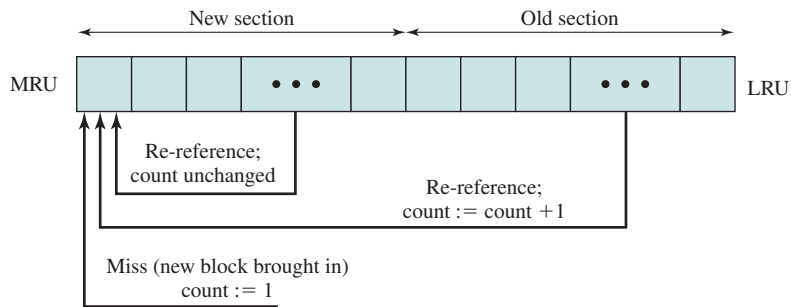 New section
Old section
MRU
• • •
• • •
LRU
Re-reference;
count unchanged
Re-reference;
count := count +1
Miss (new block brought in)
count := 1